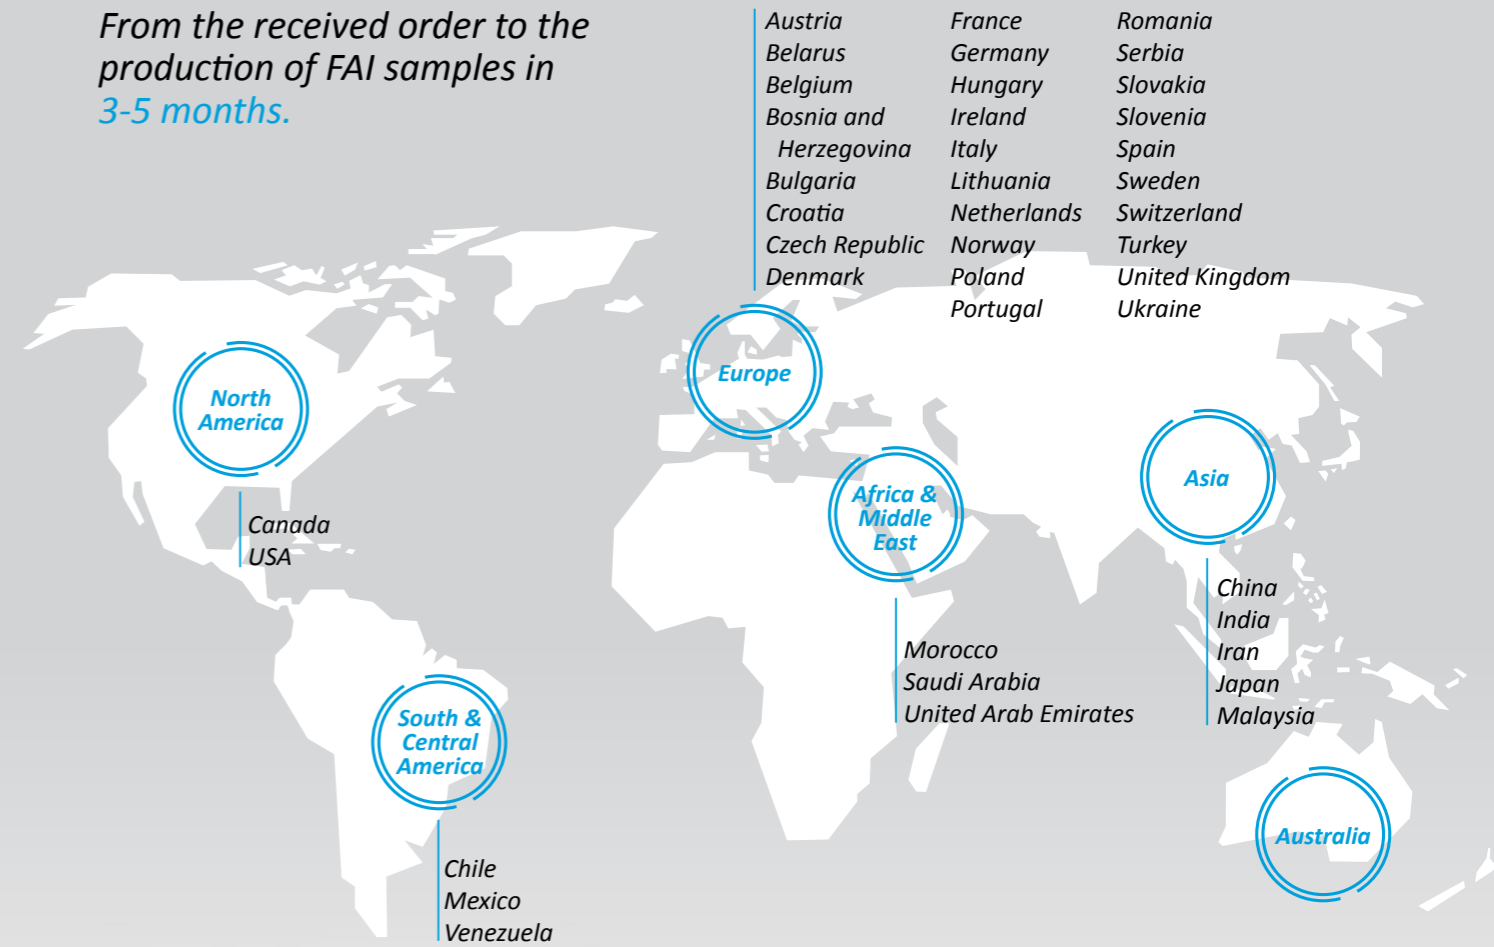 From the received order to the
production of FAI samples in
3-5 months.
Austria
Belarus
Belgium
Bosnia and
Herzegovina
Bulgaria
Croatia
Czech Republic
Denmark
France
Germany
Hungary
Ireland
Italy
Lithuania
Netherlands
Norway
Poland
Portugal
Romania
Serbia
Slovakia
Slovenia
Spain
Sweden
Switzerland
Turkey
United Kingdom
Ukraine
North
America
Canada
USA
Europe
Africa &
Middle
East
Morocco
Saudi Arabia
United Arab Emirates
Asia
China
India
Iran
Japan
Malaysia
South &
Central
America
Chile
Mexico
Venezuela
Australia